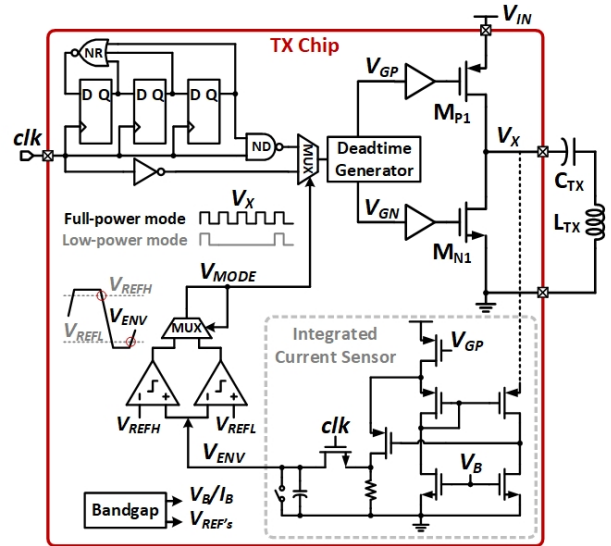 V_IN
TX Chip
NR
D Q
D Q
D Q
clk
ND
MUX
Deadtime Generator
V_GP
M_P1
V_X
C_TX
L_TX
V_GN
M_N1
V_X
Full-power mode
Low-power mode
V_MODE
V_REFH
V_REFL
V_ENV
MUX
Integrated
Current Sensor
V_GP
- +
- +
V_REFH
V_REFL
clk
V_ENV
V_B
Bandgap
V_B/I_B
V_REF's